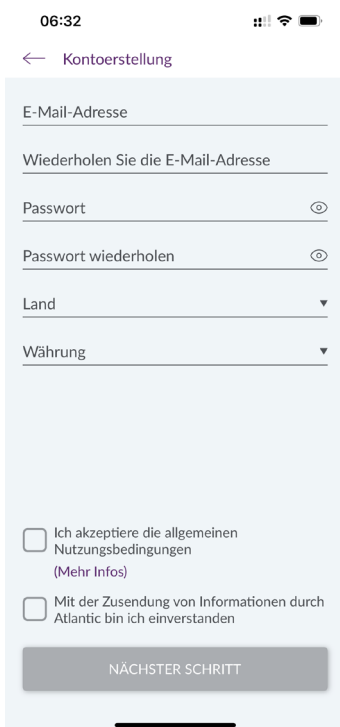 06:32
Kontoerstellung
E-Mail-Adresse
Wiederholen Sie die E-Mail-Adresse
Passwort
Passwort wiederholen
Land
Währung
Ich akzeptiere die allgemeinen
Nutzungsbedingungen
(Mehr Infos)
Mit der Zusendung von Informationen durch
Atlantic bin ich einverstanden
NÄCHSTER SCHRITT